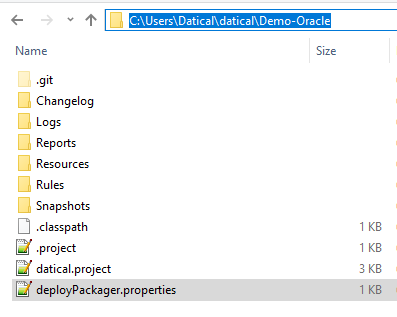 C:\Users\Datical\datical\Demo-Oracle
Name Size
.git
Changelog
Logs
Reports
Resources
Rules
Snapshots
.classpath 1 KB
.project 1 KB
datical.project 3 KB
deployPackager.properties 1 KB